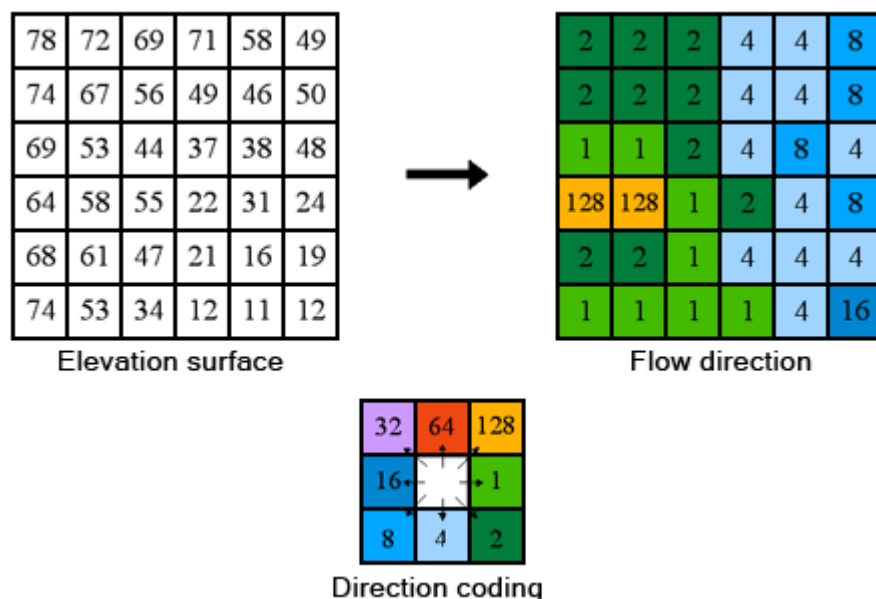 78 72 69 71 58 49 2 2 2 4 4 8
74 67 56 49 46 50 2 2 2 4 4 8
69 53 44 37 38 48 1 1 2 4 8 4
64 58 55 22 31 24 128 128 1 2 4 8
68 61 47 21 16 19 2 2 1 4 4 4
74 53 34 12 11 12 1 1 1 1 4 16
Elevation surface Flow direction
32 64 128
16 1
8 4 2
Direction coding